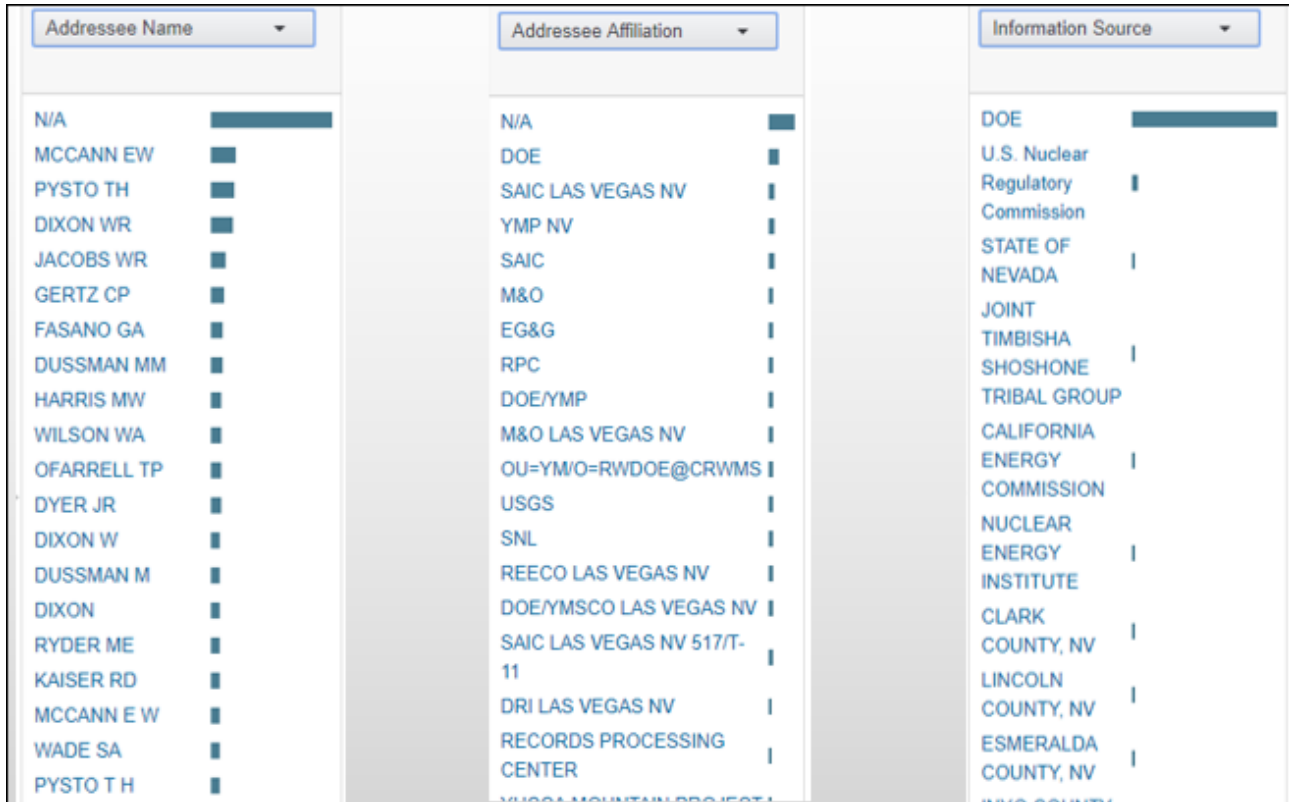 Addressee Name
N/A
MCCANN EW
PYSTO TH
DIXON WR
JACOBS WR
GERTZ CP
FASANO GA
DUSSMAN MM
HARRIS MW
WILSON WA
OFARRELL TP
DYER JR
DIXON W
DUSSMAN M
DIXON
RYDER ME
KAISER RD
MCCANN E W
WADE SA
PYSTO T H
Addressee Affiliation
N/A
DOE
SAIC LAS VEGAS NV
YMP NV
SAIC
M&O
EG&G
RPC
DOE/YMP
M&O LAS VEGAS NV
OU=YM/O=RWDOE@CRWMS
USGS
SNL
REECO LAS VEGAS NV
DOE/YMSCO LAS VEGAS NV
SAIC LAS VEGAS NV 517/T-
11
DRI LAS VEGAS NV
RECORDS PROCESSING
CENTER
YUCCA MOUNTAIN PROJECT
Information Source
DOE
U.S. Nuclear
Regulatory
Commission
STATE OF
NEVADA
JOINT
TIMBISHA
SHOSHONE
TRIBAL GROUP
CALIFORNIA
ENERGY
COMMISSION
NUCLEAR
ENERGY
INSTITUTE
CLARK
COUNTY, NV
LINCOLN
COUNTY, NV
ESMERALDA
COUNTY, NV